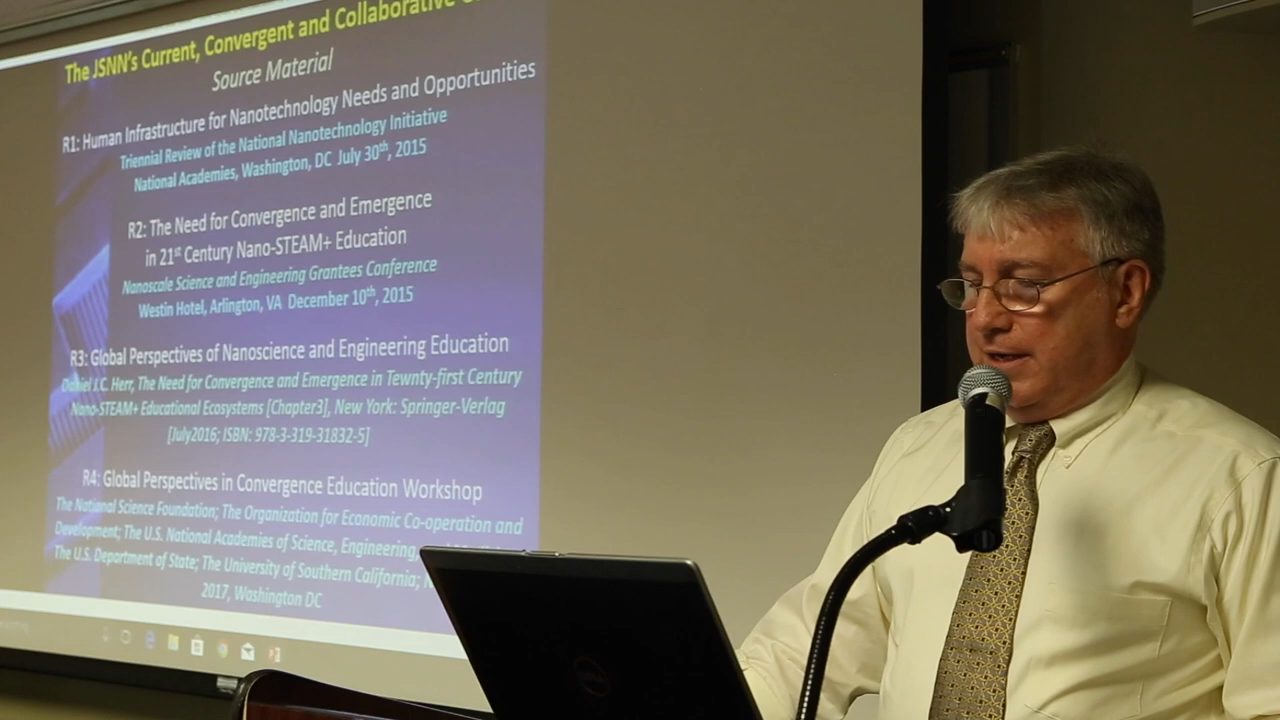 The JSNN's Current, Convergent and Collaborative
Source Material
R1: Human Infrastructure for Nanotechnology Needs and Opportunities
Triennial Review of the National Nanotechnology Initiative
National Academies, Washington, DC July 30th, 2015
R2: The Need for Convergence and Emergence
in 21st Century Nano-STEAM+ Education
Nanoscale Science and Engineering Grantees Conference
Westin Hotel, Arlington, VA December 10th, 2015
R3: Global Perspectives of Nanoscience and Engineering Education
Daniel J.C. Herr, The Need for Convergence and Emergence in Tewnty-first Century
Nano-STEAM+ Educational Ecosystems [Chapter3], New York: Springer-Verlag
[July2016; ISBN: 978-3-319-31832-5]
R4: Global Perspectives in Convergence Education Workshop
The National Science Foundation; The Organization for Economic Co-operation and
Development; The U.S. National Academies of Science, Engineering,
The U.S. Department of State; The University of Southern California;
2017, Washington DC